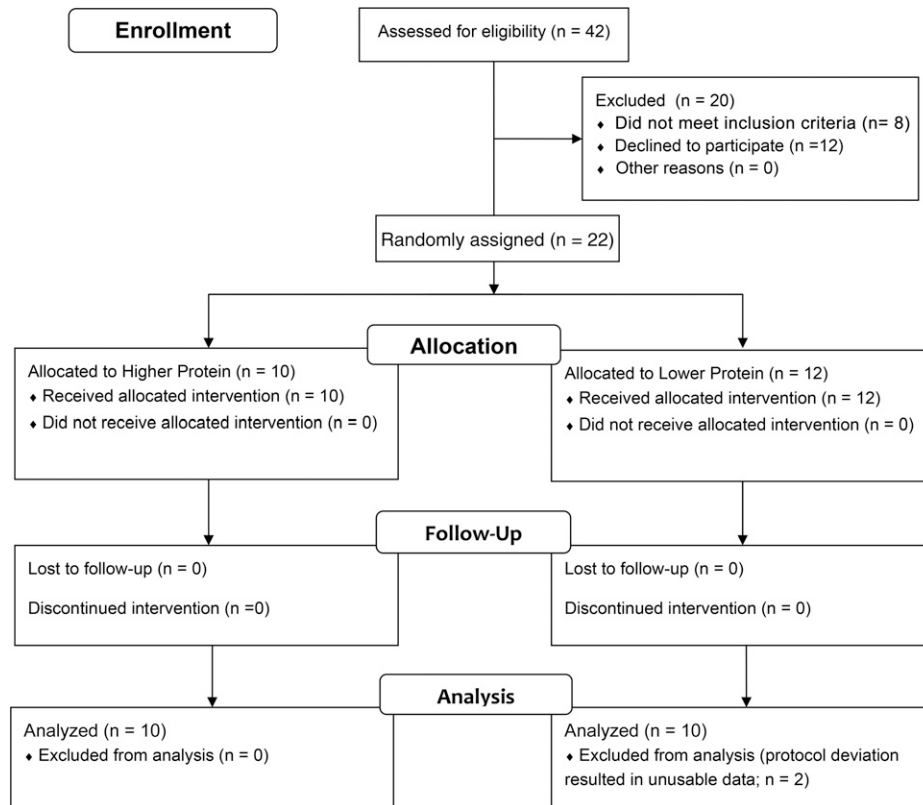 Enrollment
Assessed for eligibility (n = 42)
Excluded (n = 20)
♦ Did not meet inclusion criteria (n= 8)
♦ Declined to participate (n =12)
♦ Other reasons (n = 0)
Randomly assigned (n = 22)
Allocation
Allocated to Higher Protein (n = 10)
♦ Received allocated intervention (n = 10)
♦ Did not receive allocated intervention (n = 0)
Allocated to Lower Protein (n = 12)
♦ Received allocated intervention (n = 12)
♦ Did not receive allocated intervention (n = 0)
Follow-Up
Lost to follow-up (n = 0)
Discontinued intervention (n =0)
Lost to follow-up (n = 0)
Discontinued intervention (n = 0)
Analysis
Analyzed (n = 10)
♦ Excluded from analysis (n = 0)
Analyzed (n = 10)
♦ Excluded from analysis (protocol deviation
resulted in unusable data; n = 2)